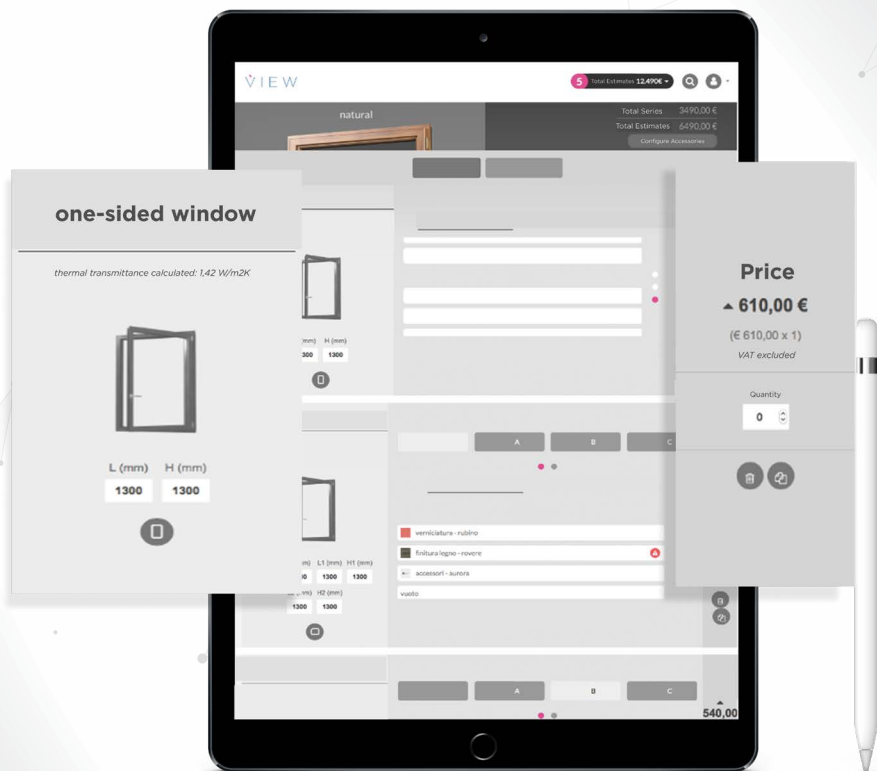 VIEW
5 Total Estimates 12.490€
natural
Total Series 3490,00 €
Total Estimates 6490,00 €
Configure Accessories
one-sided window
thermal transmittance calculated: 1,42 W/m2K
L (mm) H (mm)
1300 1300
H (mm)
300 1300
Price
610,00 €
(€ 610,00 x 1)
VAT excluded
Quantity
0
A B C
verniciatura - rubino
finitura legno - rovere
accessori - aurora
vuoto
L1 (mm) H1 (mm)
0 1300 1300
H2 (mm)
1300 1300
A B C
540,00